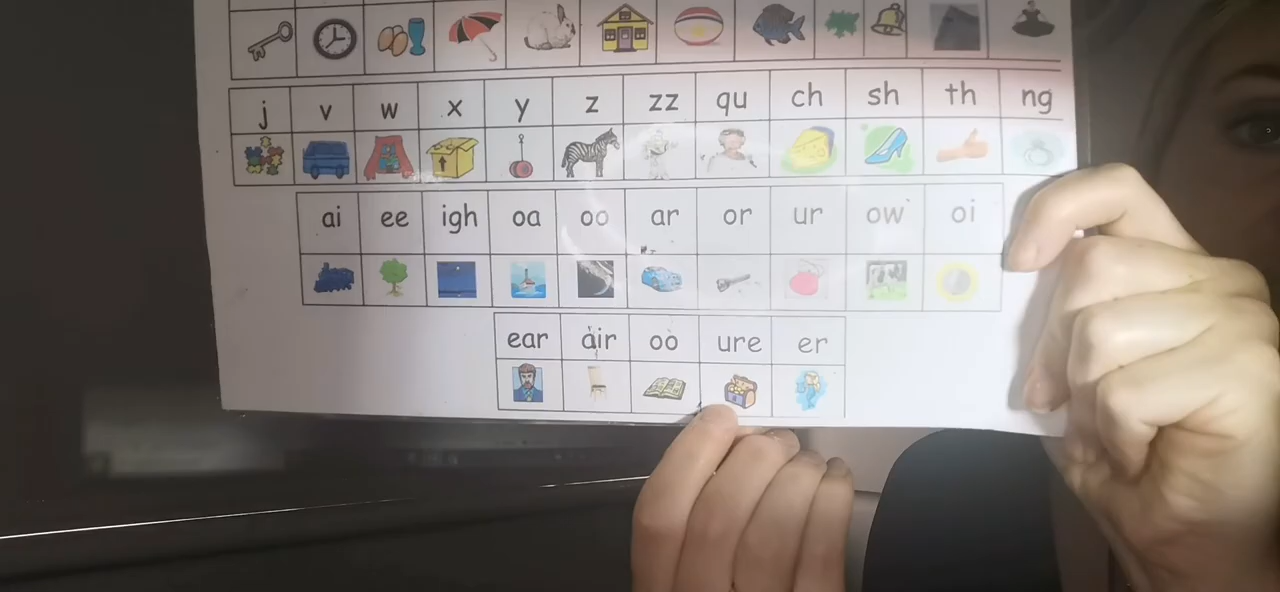 j v w x y z zz qu ch sh th ng
ai ee igh oa oo ar or ur ow oi
ear air oo ure er